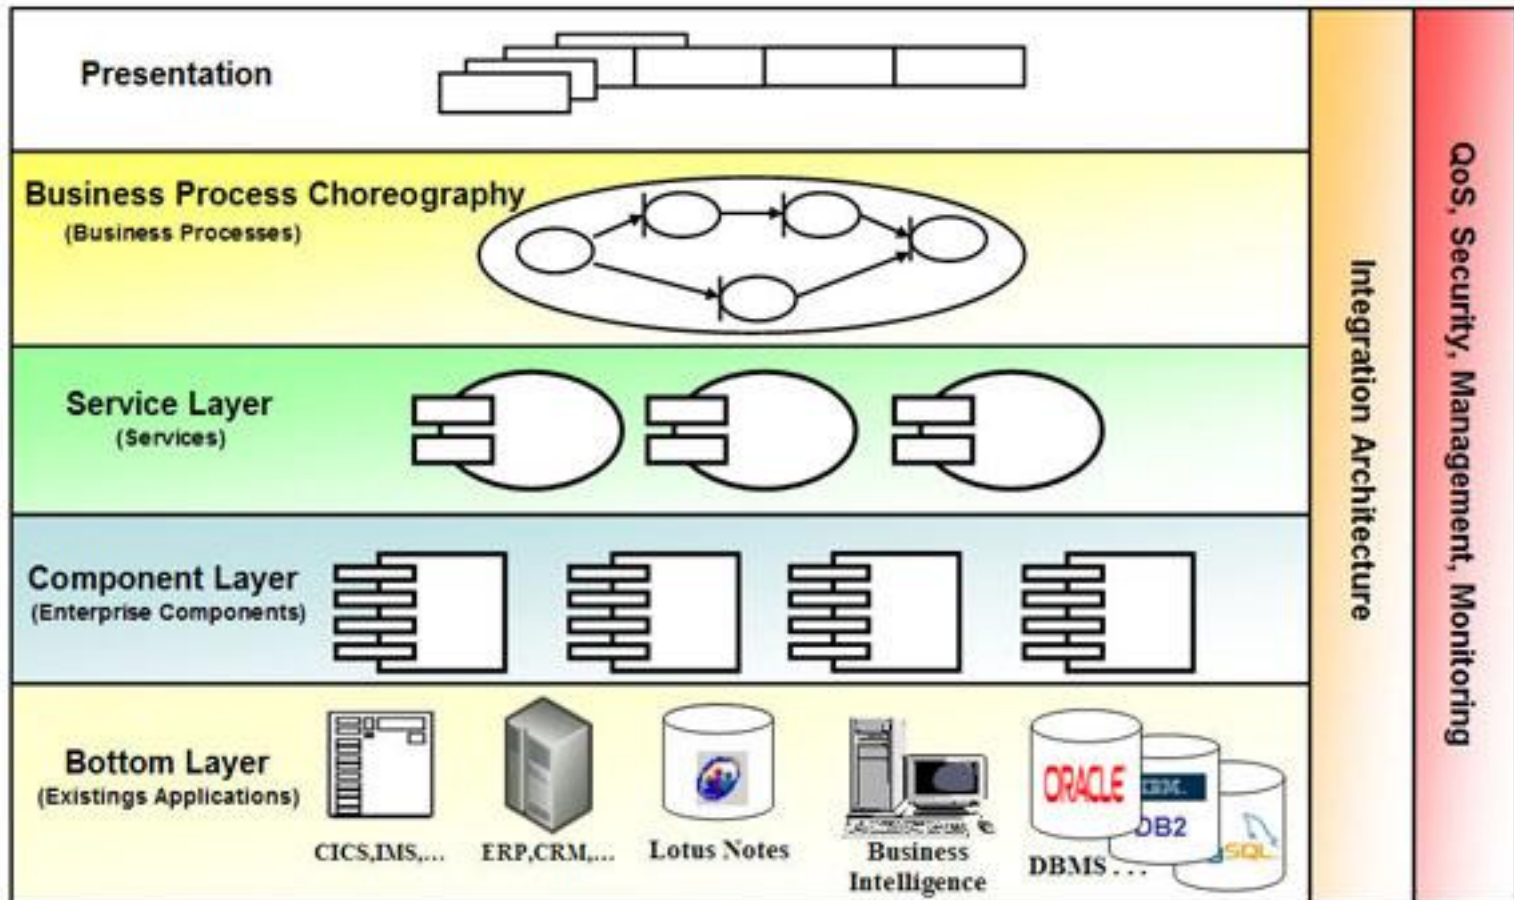 Presentation
Business Process Choreography
(Business Processes)
Service Layer
(Services)
Component Layer
(Enterprise Components)
Bottom Layer
(Existings Applications)
CICS,IMS,...
ERP,CRM,...
Lotus Notes
Business
Intelligence
ORACLE
IBM.
DB2
SQL
DBMS . . .
Integration Architecture
QoS, Security, Management, Monitoring